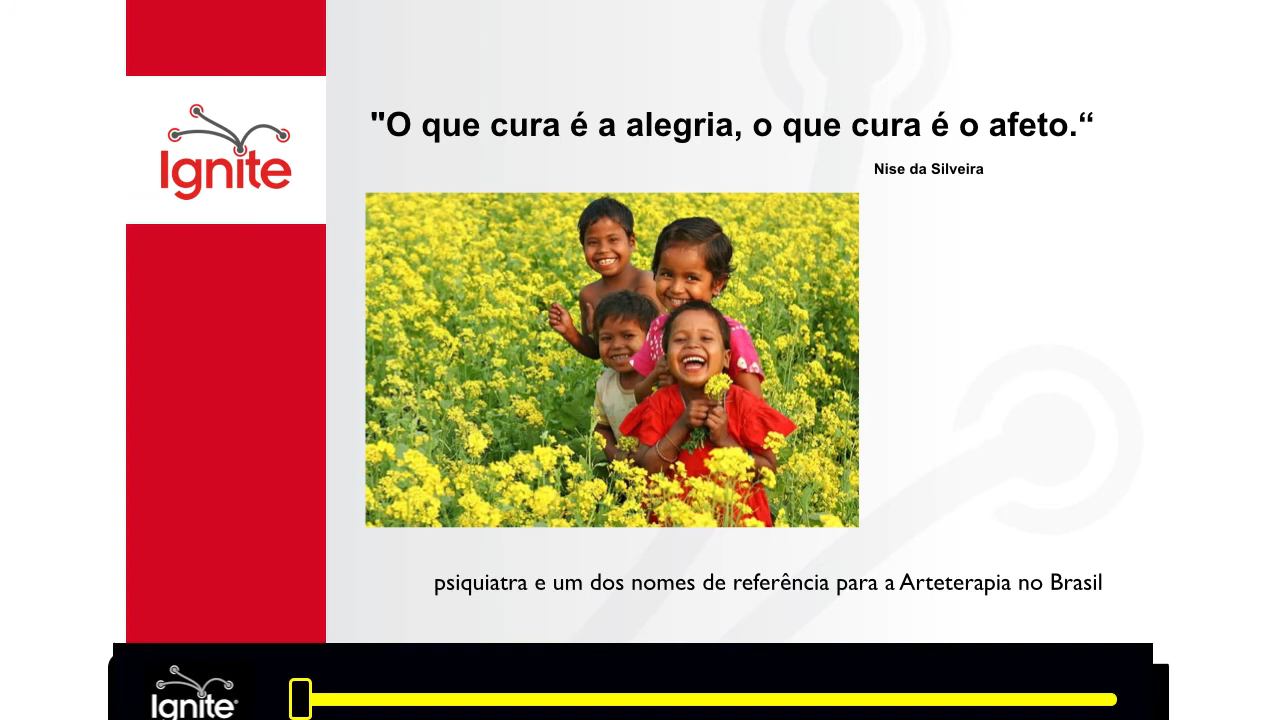 Ignite
"O que cura é a alegria, o que cura é o afeto.“
Nise da Silveira
psiquiatra e um dos nomes de referência para a Arteterapia no Brasil
Ignite